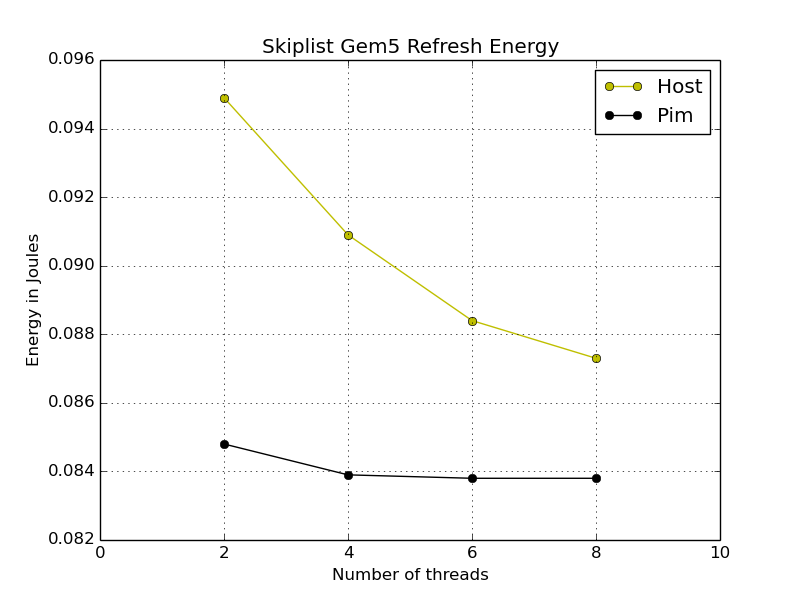 Skiplist Gem5 Refresh Energy
0.096
0.094
0.092
0.090
0.088
0.086
0.084
0.082
Energy in Joules
Host
Pim
0 2 4 6 8 10
Number of threads